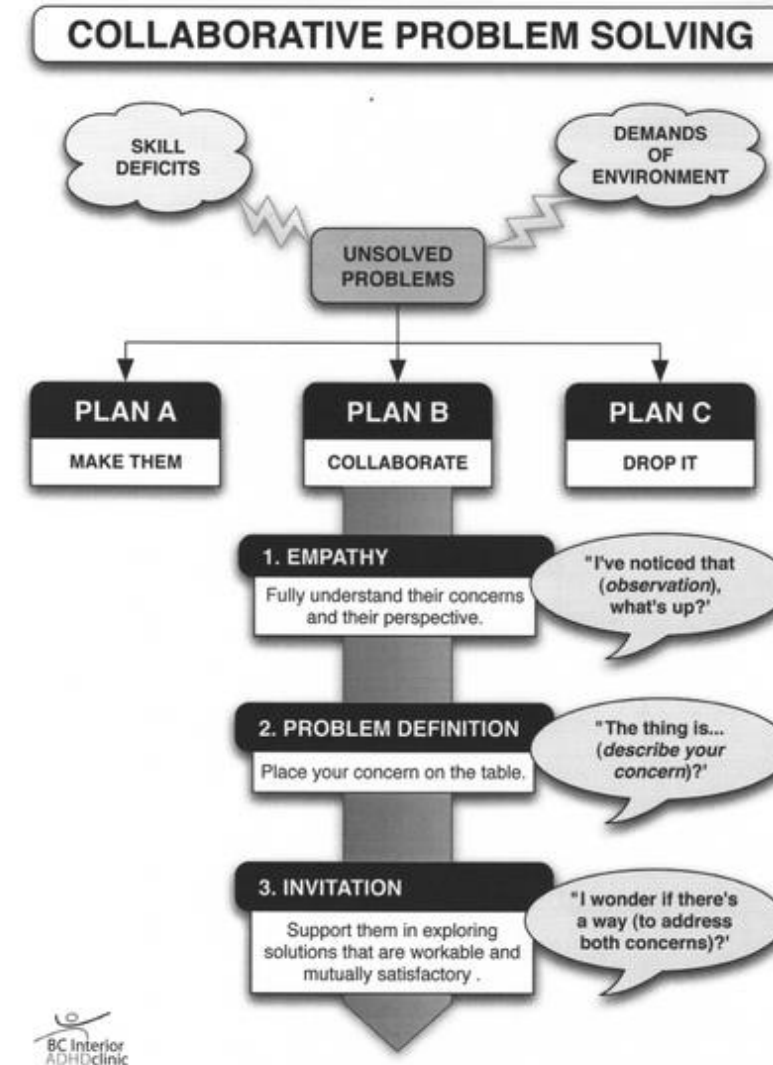 COLLABORATIVE PROBLEM SOLVING
SKILL
DEFICITS
DEMANDS
OF
ENVIRONMENT
UNSOLVED
PROBLEMS
PLAN A
MAKE THEM
PLAN B
COLLABORATE
PLAN C
DROP IT
1. EMPATHY
Fully understand their concerns
and their perspective.
"I've noticed that
(observation),
what's up?'
2. PROBLEM DEFINITION
Place your concern on the table.
"The thing is...
(describe your
concern)?'
3. INVITATION
Support them in exploring
solutions that are workable and
mutually satisfactory .
"I wonder if there's
a way (to address
both concerns)?'
BC Interior
ADHDclinic